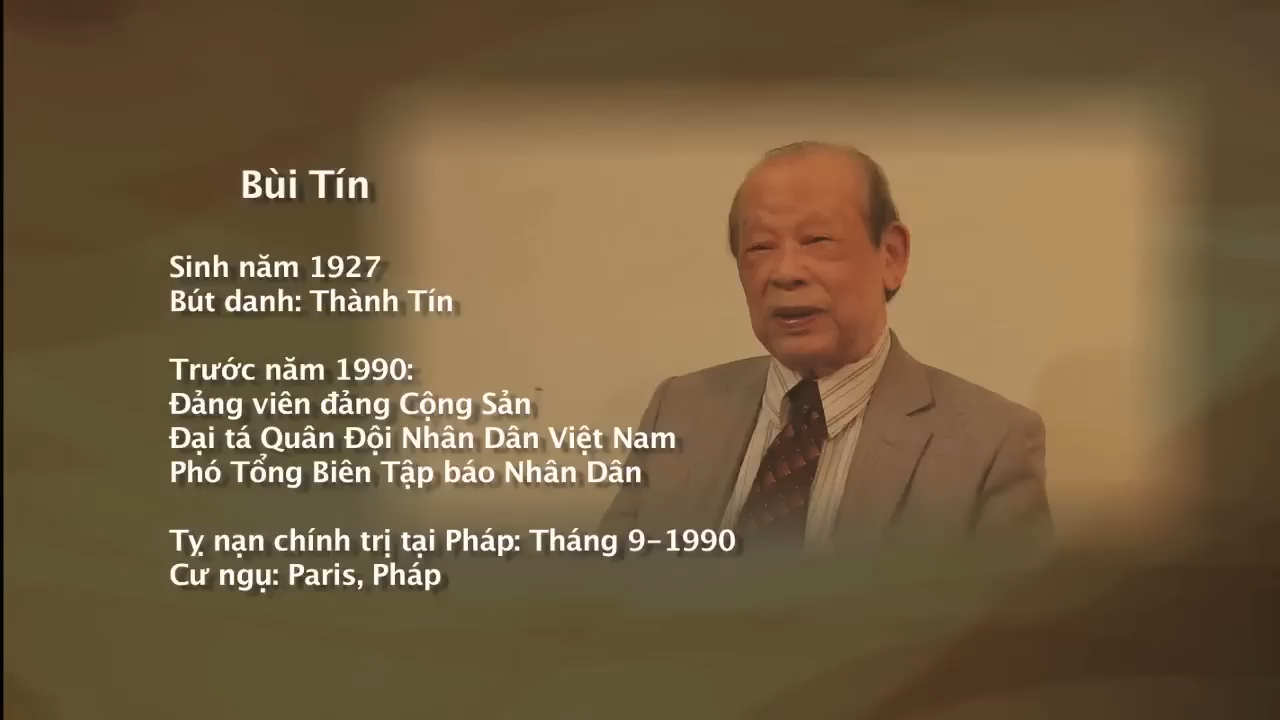 Bùi Tín
Sinh năm 1927
Bút danh: Thành Tín
Trước năm 1990:
Đảng viên đảng Cộng Sản
Đại tá Quân Đội Nhân Dân Việt Nam
Phó Tổng Biên Tập báo Nhân Dân
Tỵ nạn chính trị tại Pháp: Tháng 9-1990
Cư ngụ: Paris, Pháp